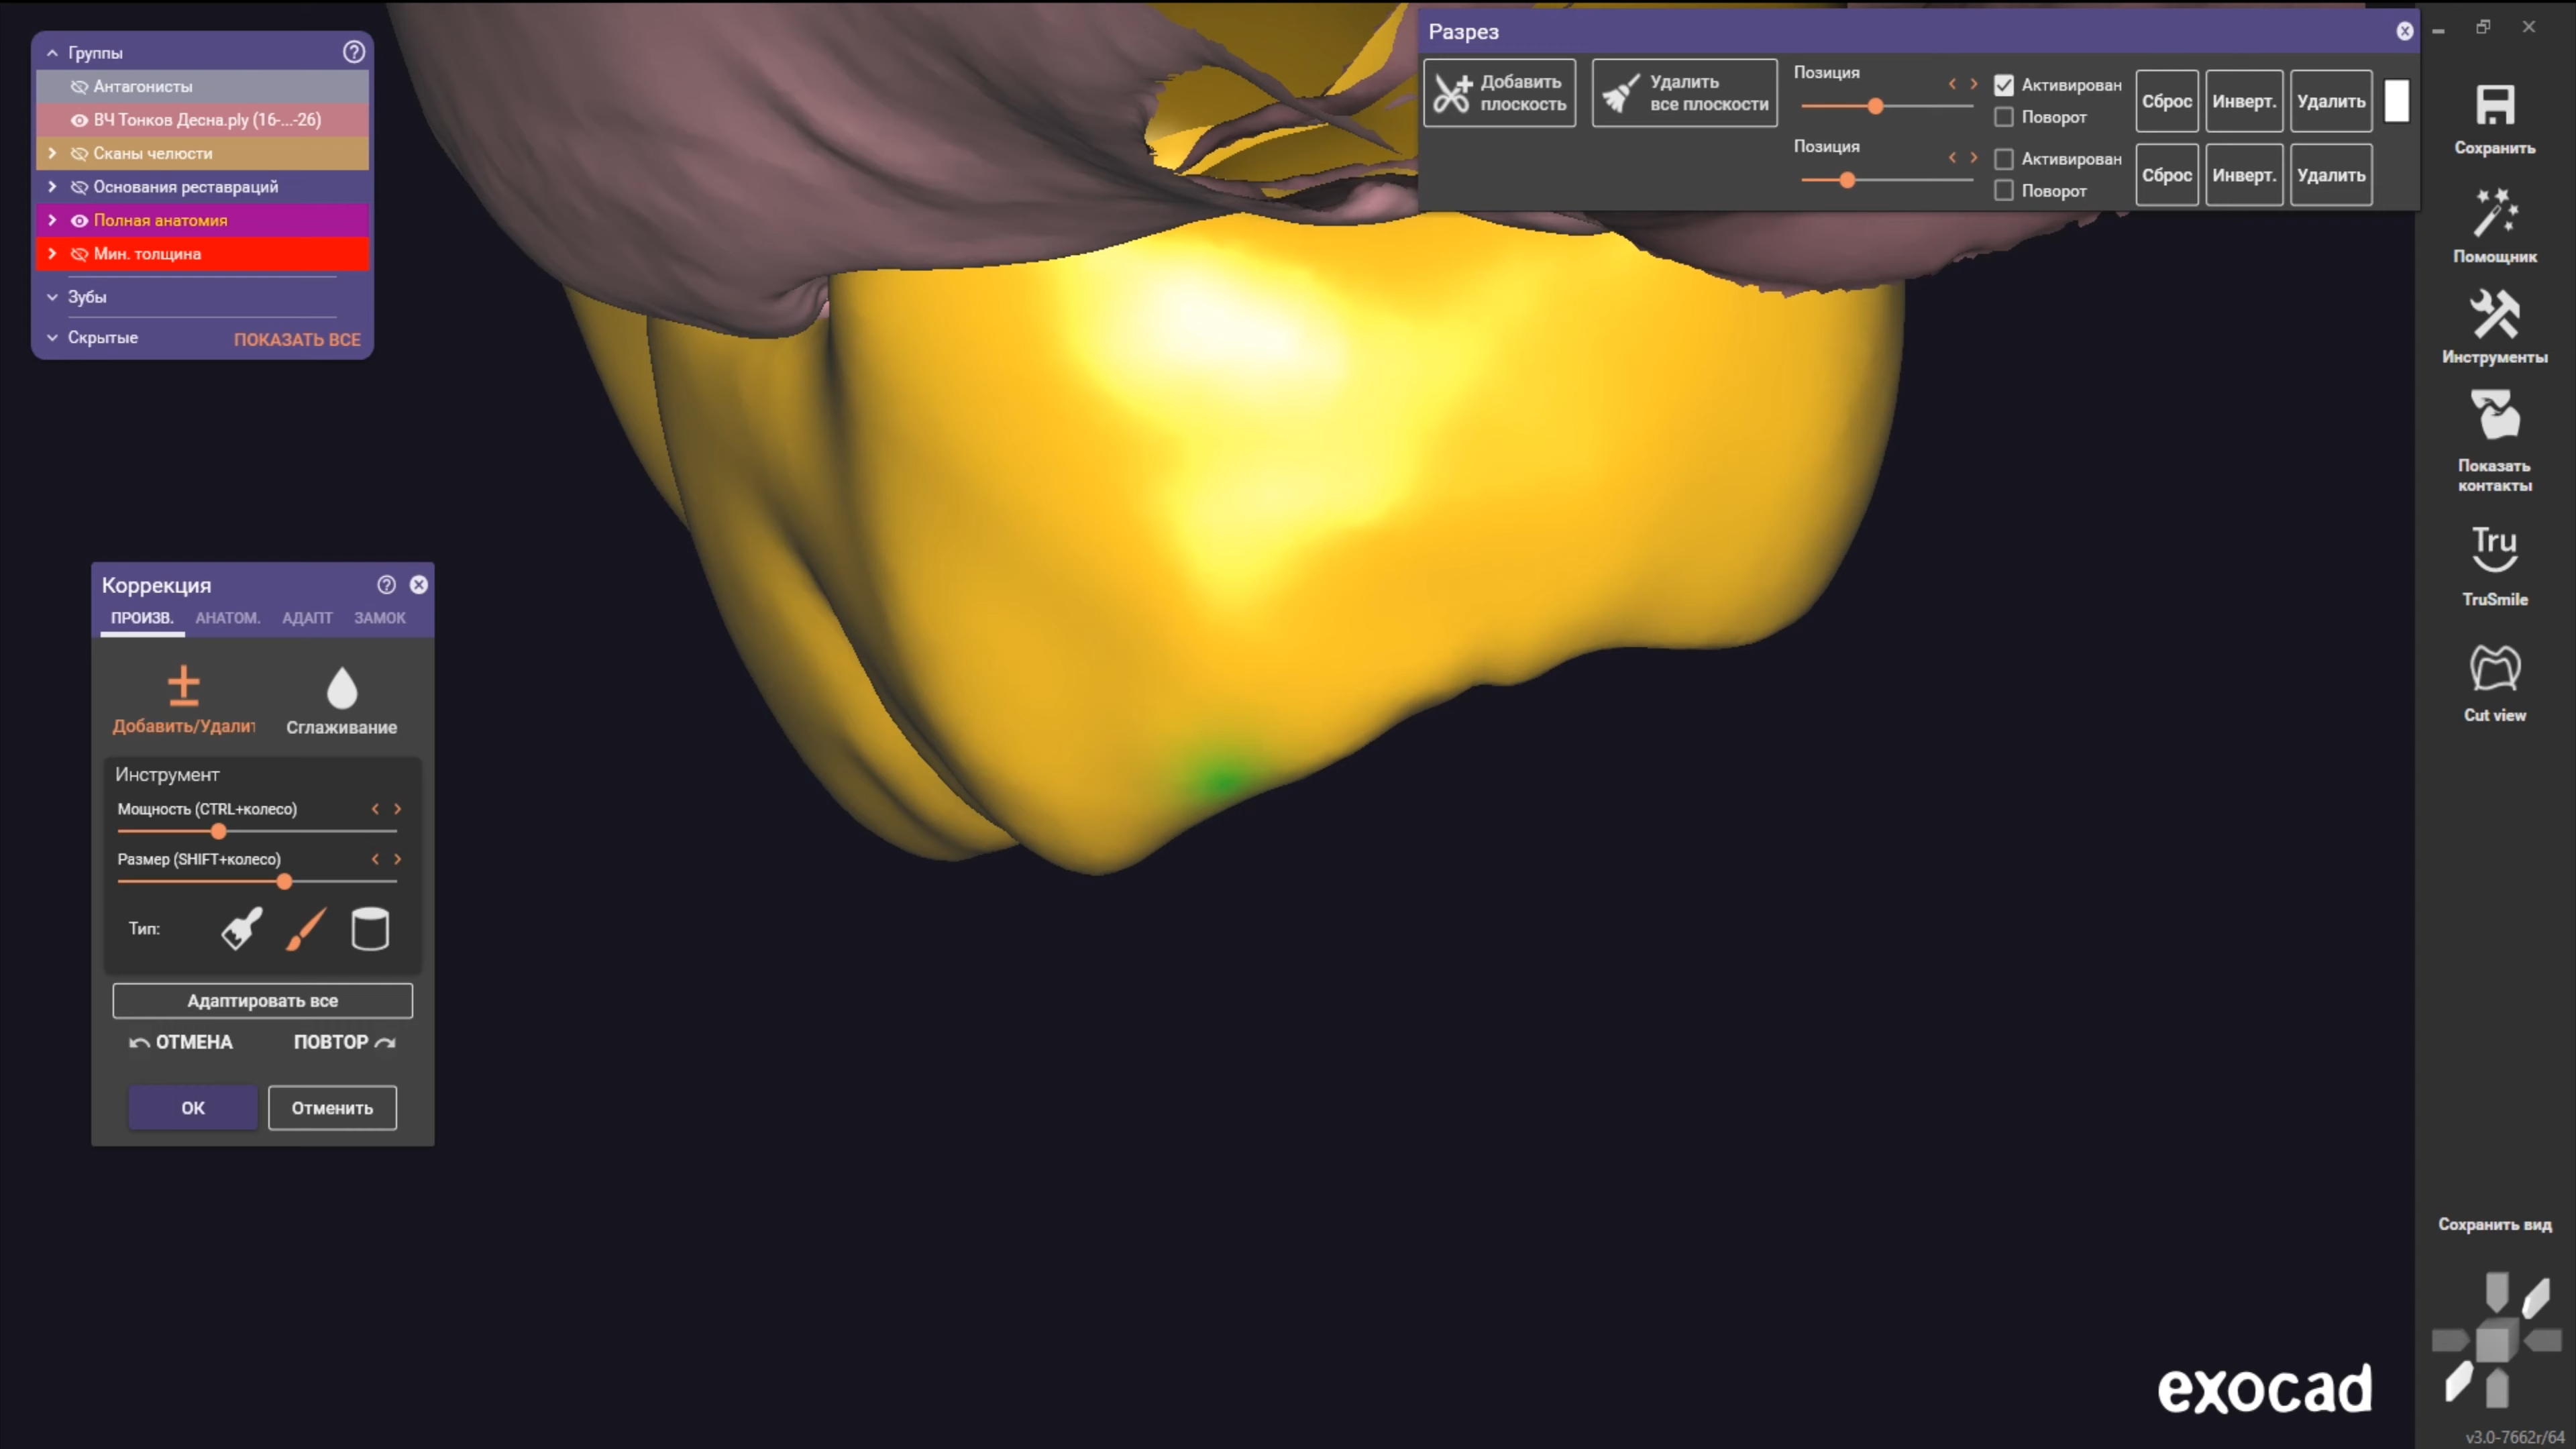 Группы
Антагонисты
ВЧ Тонков Десна.ply (16-...-26)
Сканы челюсти
Основания реставраций
Полная анатомия
Мин. толщина
Зубы
Скрытые ПОКАЗАТЬ ВСЕ
Разрез
Добавить
плоскость
Удалить
все плоскости
Позиция
Активирован
Поворот
Сброс Инверт. Удалить
Позиция
Активирован
Поворот
Сброс Инверт. Удалить
Сохранить
Помощник
Инструменты
Показать
контакты
Tru
TruSmile
Cut view
Коррекция
ПРОИЗВ. АНАТОМ. АДАПТ ЗАМОК
Добавить/Удалит Сглаживание
Инструмент
Мощность (CTRL+колесо)
Размер (SHIFT+колесо)
Тип:
Адаптировать все
ОТМЕНА ПОВТОР
ОК Отменить
Сохранить вид
exocad
v3.0-7662r/64